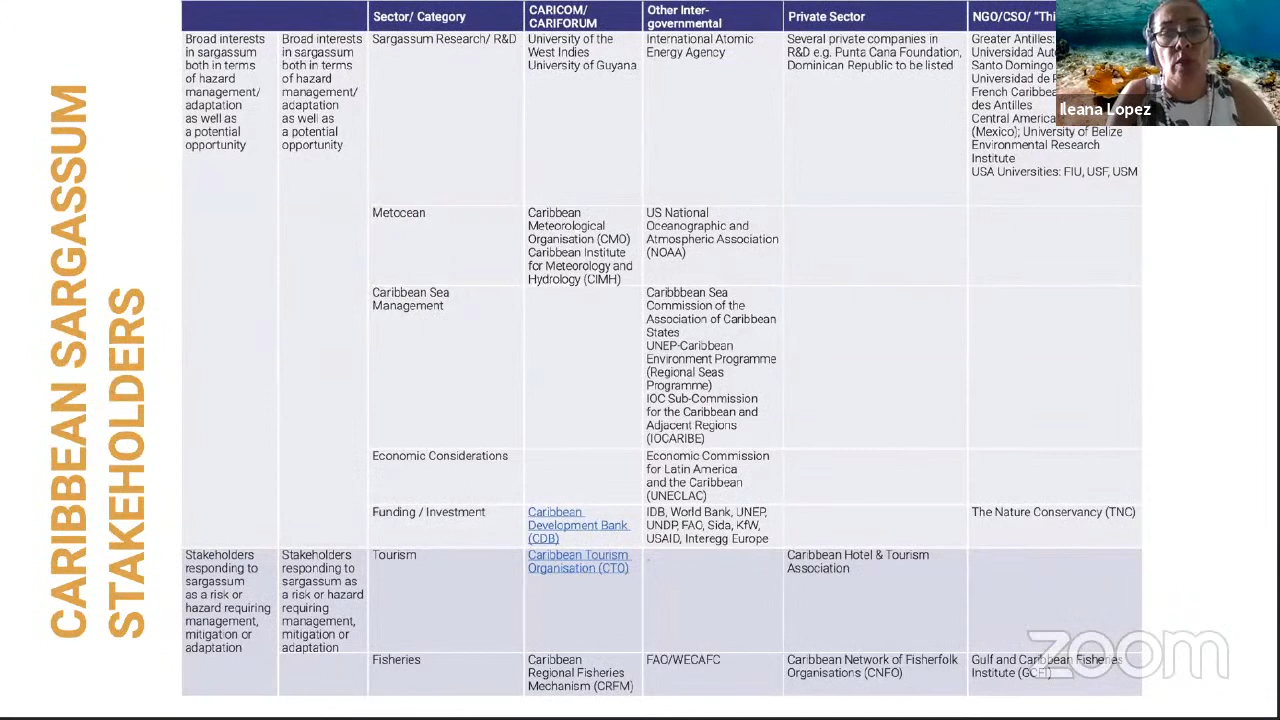 CARIBBEAN SARGASSUM
STAKEHOLDERS
Sector/ Category
CARICOM/
CARIFORUM
Other Inter-
governmental
Private Sector
NGO/CSO/
Broad interests
in sargassum
both in terms
of hazard
management/
adaptation
as well as
a potential
opportunity
Broad interests
in sargassum
both in terms
of hazard
management/
adaptation
as well as
a potential
opportunity
Sargassum Research/ R&D
University of the
West Indies
University of Guyana
International Atomic
Energy Agency
Several private companies in
R&D e.g. Punta Cana Foundation,
Dominican Republic to be listed
Greater Antilles:
Universidad
Santo Domingo
Universidad de
French Caribbea
des Antilles
Central America
(Mexico); University of Belize
Environmental Research
Institute
USA Universities: FIU, USF, USM
Ileana Lopez
Metocean
Caribbean
Meteorological
Organisation (CMO)
Caribbean Institute
for Meteorology and
Hydrology (CIMH)
US National
Oceanographic and
Atmospheric Association
(NOAA)
Caribbean Sea
Management
Caribbbean Sea
Commission of the
Association of Caribbean
States
UNEP-Caribbean
Environment Programme
(Regional Seas
Programme)
IOC Sub-Commission
for the Caribbean and
Adjacent Regions
(IOCARIBE)
Economic Considerations
Economic Commission
for Latin America
and the Caribbean
(UNECLAC)
Funding / Investment
Caribbean
Development Bank
(CDB)
IDB, World Bank, UNEP,
UNDP, FAO, Sida, KfW,
USAID, Interegg Europe
The Nature Conservancy (TNC)
Stakeholders
responding to
sargassum
as a risk or
hazard requiring
management,
mitigation or
adaptation
Stakeholders
responding to
sargassum as
a risk or hazard
requiring
management,
mitigation or
adaptation
Tourism
Caribbean Tourism
Organisation (CTO)
Caribbean Hotel & Tourism
Association
Fisheries
Caribbean
Regional Fisheries
Mechanism (CRFM)
FAO/WECAFC
Caribbean Network of Fisherfolk
Organisations (CNFO)
Gulf and Caribbean Fisheries
Institute (GCFI)
zoom